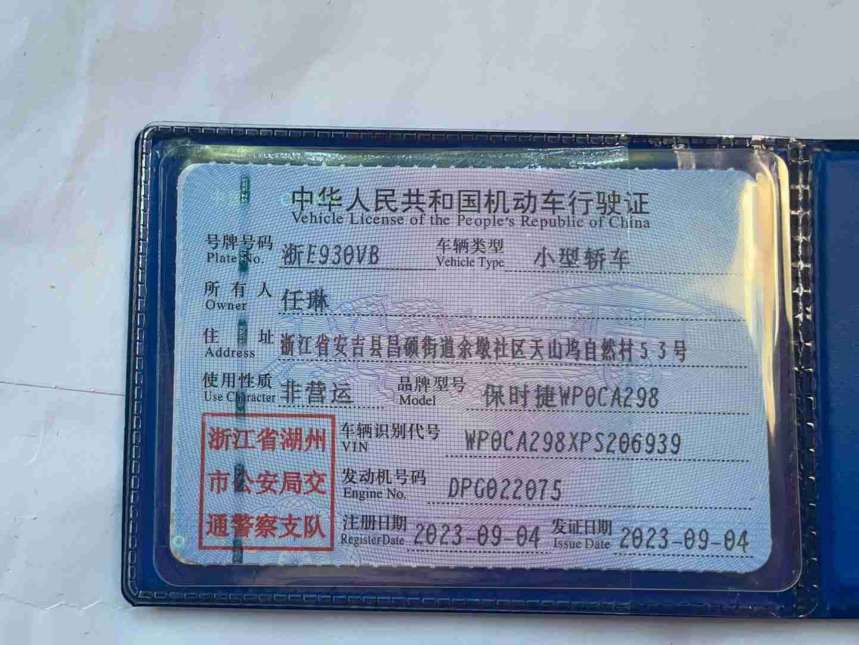 中华人民共和国机动车行驶证
Vehicle License of the People's Republic of China
号牌号码 浙E930VB 车辆类型 小型轿车
Plate No. Vehicle Type
所有人 任琳
Owner
住址 浙江省安吉县昌硕街道余墩社区天山坞自然村53号
Address
使用性质 非营运 品牌型号 保时捷WP0CA298
Use Character Model
浙江省湖州
市公安局交
通警察支队
车辆识别代号 WP0CA298XPS206939
VIN
发动机号码 DPG022075
Engine No.
注册日期 2023-09-04 发证日期 2023-09-04
Register Date Issue Date